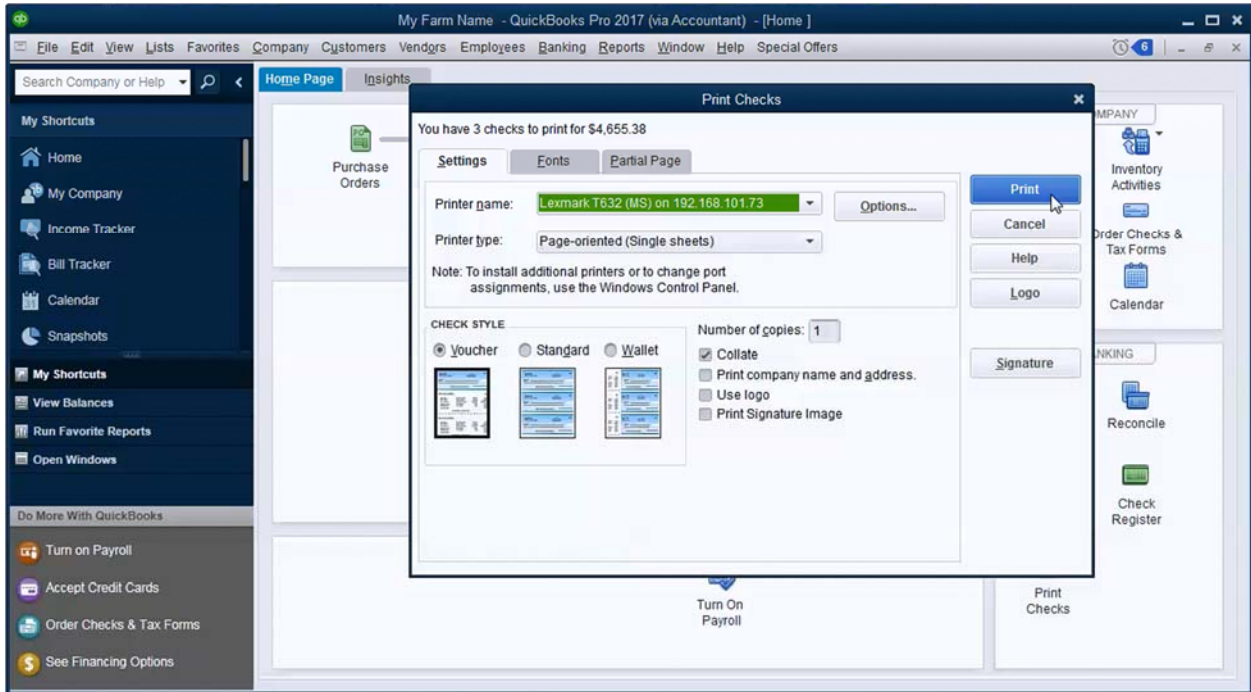 My Farm Name - QuickBooks Pro 2017 (via Accountant) - [Home ]
File Edit View Lists Favorites Company Customers Vendors Employees Banking Reports Window Help Special Offers
6
Search Company or Help
Home Page
Insights
My Shortcuts
Home
My Company
Income Tracker
Bill Tracker
Calendar
Snapshots
My Shortcuts
View Balances
Run Favorite Reports
Open Windows
Do More With QuickBooks
Turn on Payroll
Accept Credit Cards
Order Checks & Tax Forms
See Financing Options
Purchase
Orders
Print Checks
You have 3 checks to print for $4,655.38
Settings
Fonts
Partial Page
Printer name:
Lexmark T632 (MS) on 192.168.101.73
Options...
Printer type:
Page-oriented (Single sheets)
Note: To install additional printers or to change port
assignments, use the Windows Control Panel.
CHECK STYLE
Voucher
Standard
Wallet
Number of copies: 1
Collate
Print company name and address.
Use logo
Print Signature Image
Print
Cancel
Help
Logo
Signature
OMPANY
Inventory
Activities
Order Checks &
Tax Forms
Calendar
NKING
Reconcile
Check
Register
Print
Checks
Turn On
Payroll